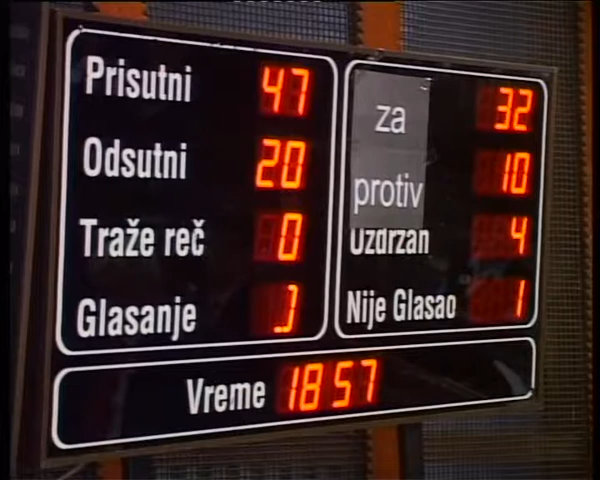 Prisutni 47
Odsutni 20
Traže reč 0
Glasanje
za 32
protiv 10
Uzdrzan 4
Nije Glasao 1
Vreme 18 57